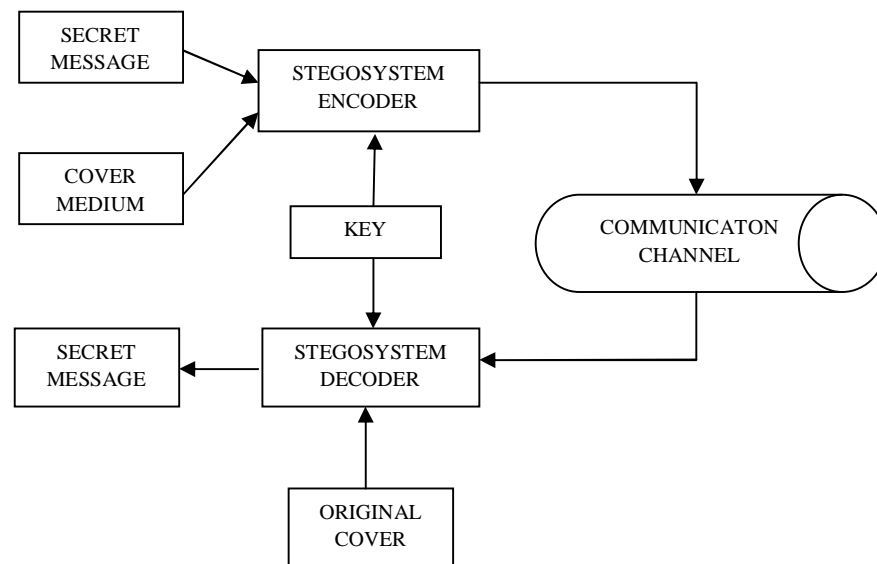 SECRET
MESSAGE
STEGOSYSTEM
ENCODER
COVER
MEDIUM
KEY
COMMUNICATON
CHANNEL
SECRET
MESSAGE
STEGOSYSTEM
DECODER
ORIGINAL
COVER